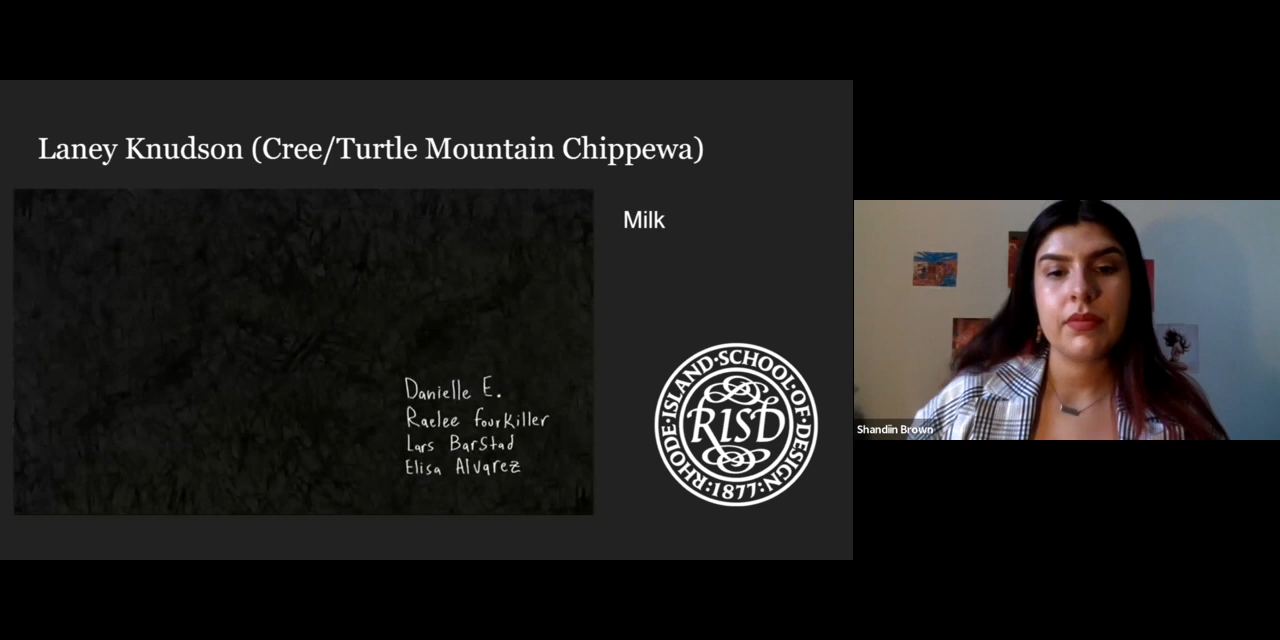 Laney Knudson (Cree/Turtle Mountain Chippewa)
Milk
Danielle E.
Raelee fourkiller
Lars BarStad
Elisa Alvarez
RHODE·ISLAND·SCHOOL·OF·DESIGN
RISD
·1877·
Shandiin Brown